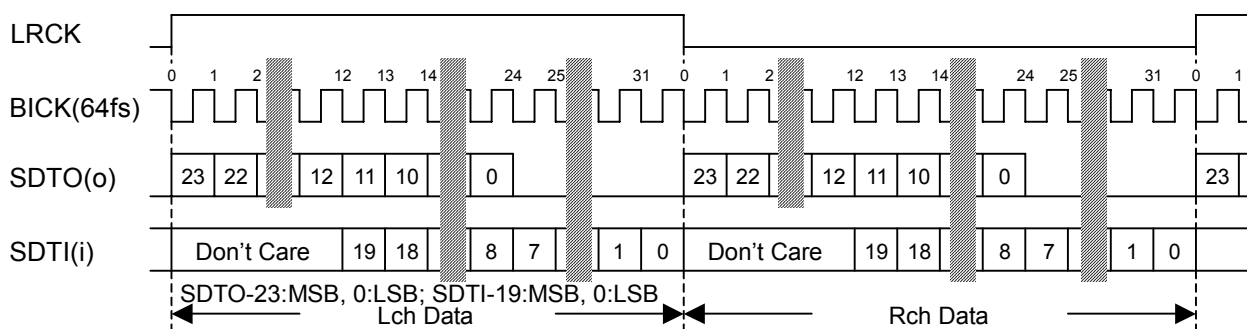 LRCK
0 1 2 12 13 14 24 25 31 0 1 2 12 13 14 24 25 31 0 1
BICK(64fs)
SDTO(o) 23 22 12 11 10 0 23 22 12 11 10 0 23
SDTI(i) Don't Care 19 18 8 7 1 0 Don't Care 19 18 8 7 1 0
SDTO-23:MSB, 0:LSB; SDTI-19:MSB, 0:LSB
Lch Data Rch Data